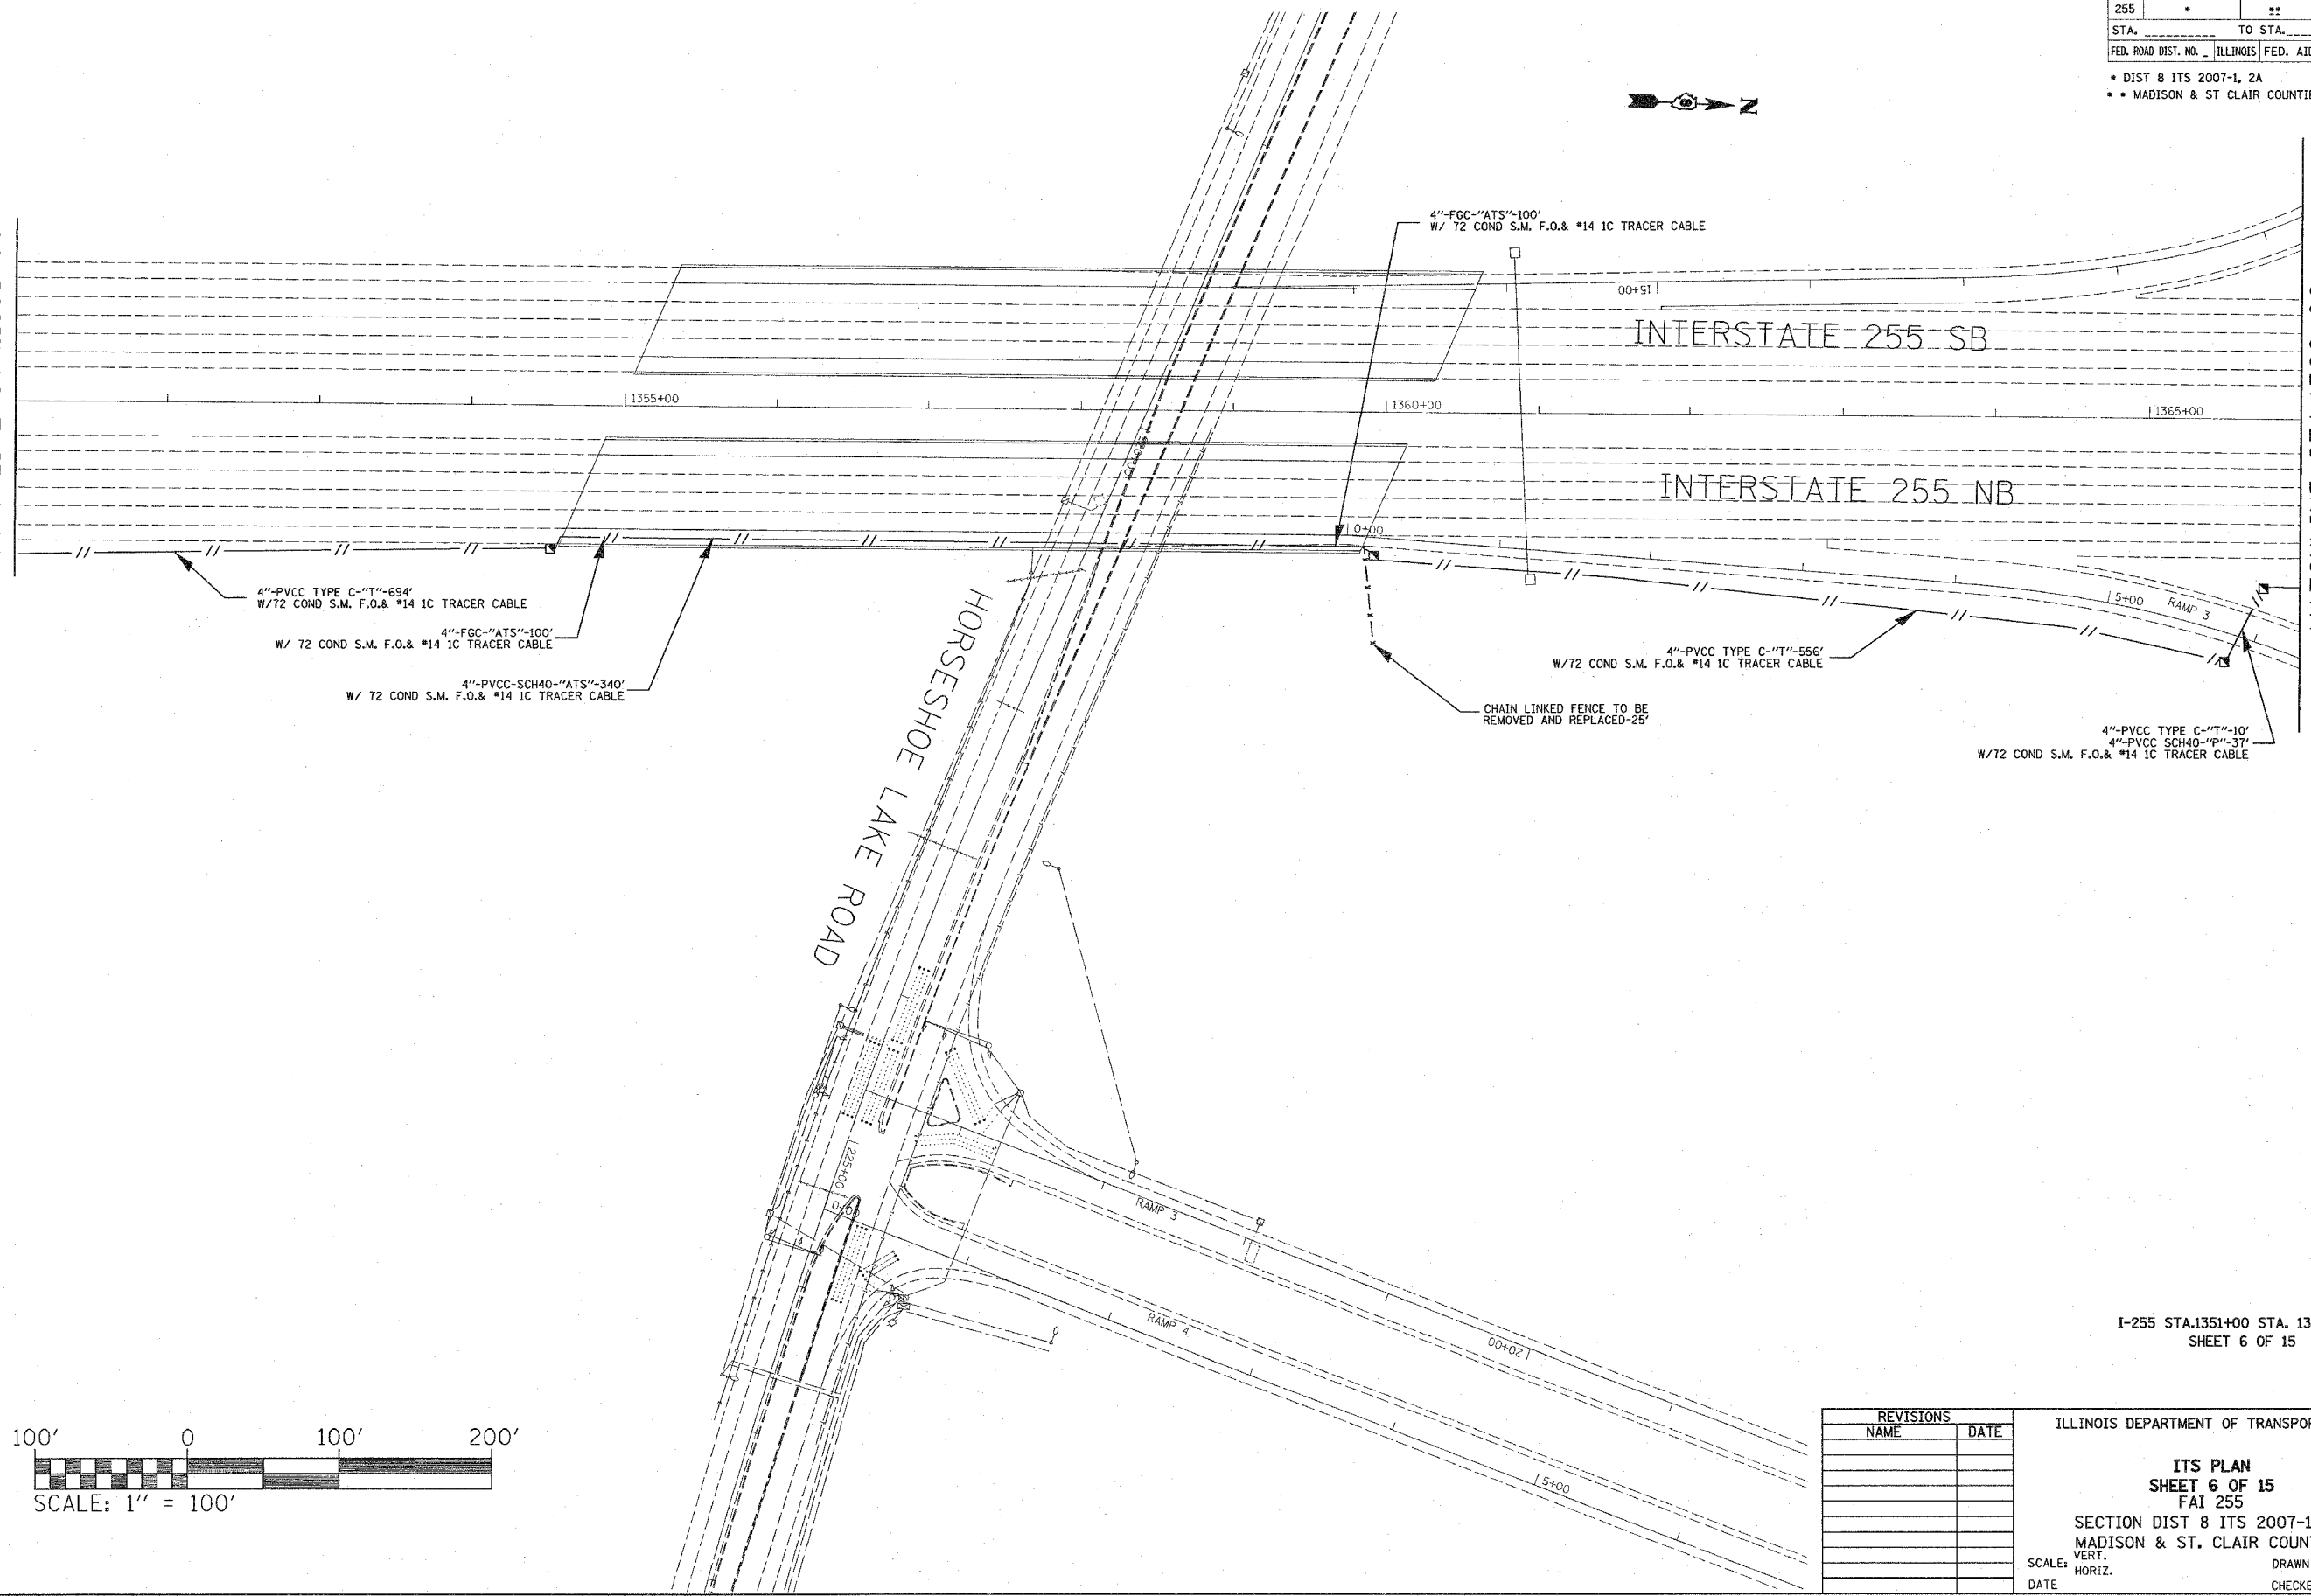 255 * **
STA. __________ TO STA.
FED. ROAD DIST. NO. _ ILLINOIS FED.
* DIST 8 ITS 2007-1, 2A
* * MADISON & ST CLAIR
N
4"-FGC-"ATS"-100'
W/ 72 COND S.M. F.O.& #14 1C TRACER CABLE
15+00
INTERSTATE 255 SB
1355+00
1360+00
1365+00
INTERSTATE 255 NB
0+00
4"-PVCC TYPE C-"T"-694'
W/72 COND S.M. F.O.& #14 1C TRACER CABLE
4"-FGC-"ATS"-100'
W/ 72 COND S.M. F.O.& #14 1C TRACER CABLE
4"-PVCC-SCH40-"ATS"-340'
W/ 72 COND S.M. F.O.& #14 1C TRACER CABLE
5+00
RAMP 3
4"-PVCC TYPE C-"T"-556'
W/72 COND S.M. F.O.& #14 1C TRACER CABLE
CHAIN LINKED FENCE TO BE
REMOVED AND REPLACED-25'
4"-PVCC TYPE C-"T"-10'
4"-PVCC SCH40-"P"-37'
W/72 COND S.M. F.O.& #14 1C TRACER CABLE
HORSESHOE LAKE ROAD
225+00
0+00
RAMP 3
RAMP 4
20+00
5+00
I-255 STA.1351+00 STA.
SHEET 6 OF 15
100' 0 100' 200'
SCALE: 1" = 100'
REVISIONS
NAME DATE
ILLINOIS DEPARTMENT OF
ITS PLAN
SHEET 6 OF 15
FAI 255
SECTION DIST 8 ITS 2007-1
MADISON & ST. CLAIR
SCALE: VERT.
HORIZ.
DRAWN
DATE